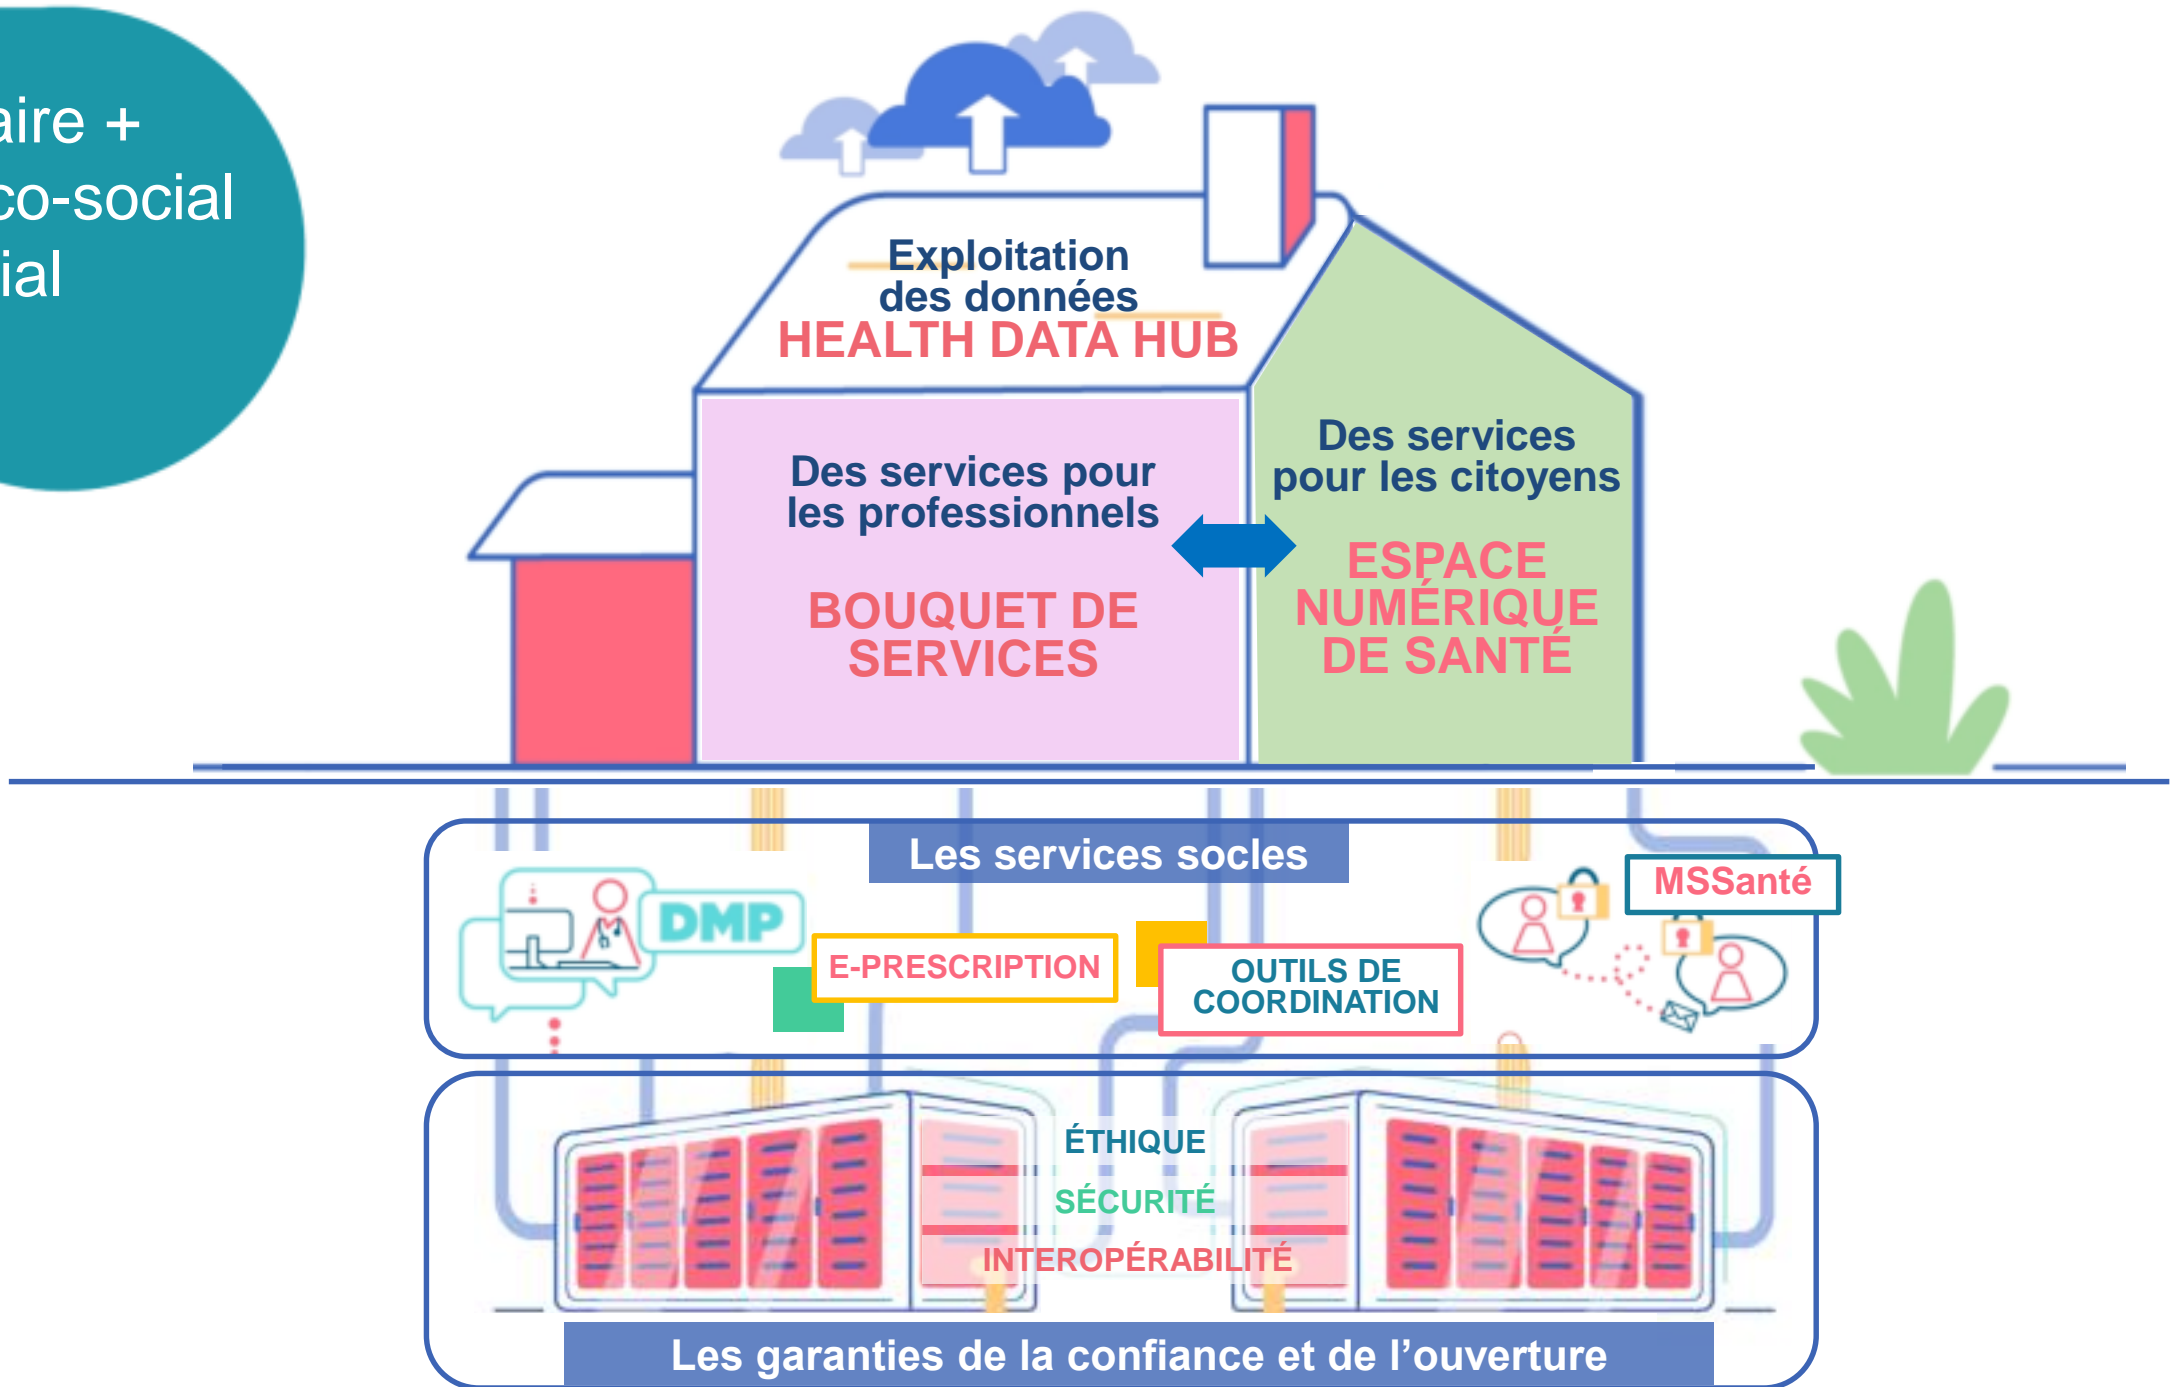 aire +
co-social
ial
Exploitation
des données
HEALTH DATA HUB
Des services pour
les professionnels
BOUQUET DE
SERVICES
Des services
pour les citoyens
ESPACE
NUMÉRIQUE
DE SANTÉ
Les services socles
DMP
E-PRESCRIPTION
OUTILS DE
COORDINATION
MSSanté
ÉTHIQUE
SÉCURITÉ
INTEROPÉRABILITÉ
Les garanties de la confiance et de l’ouverture